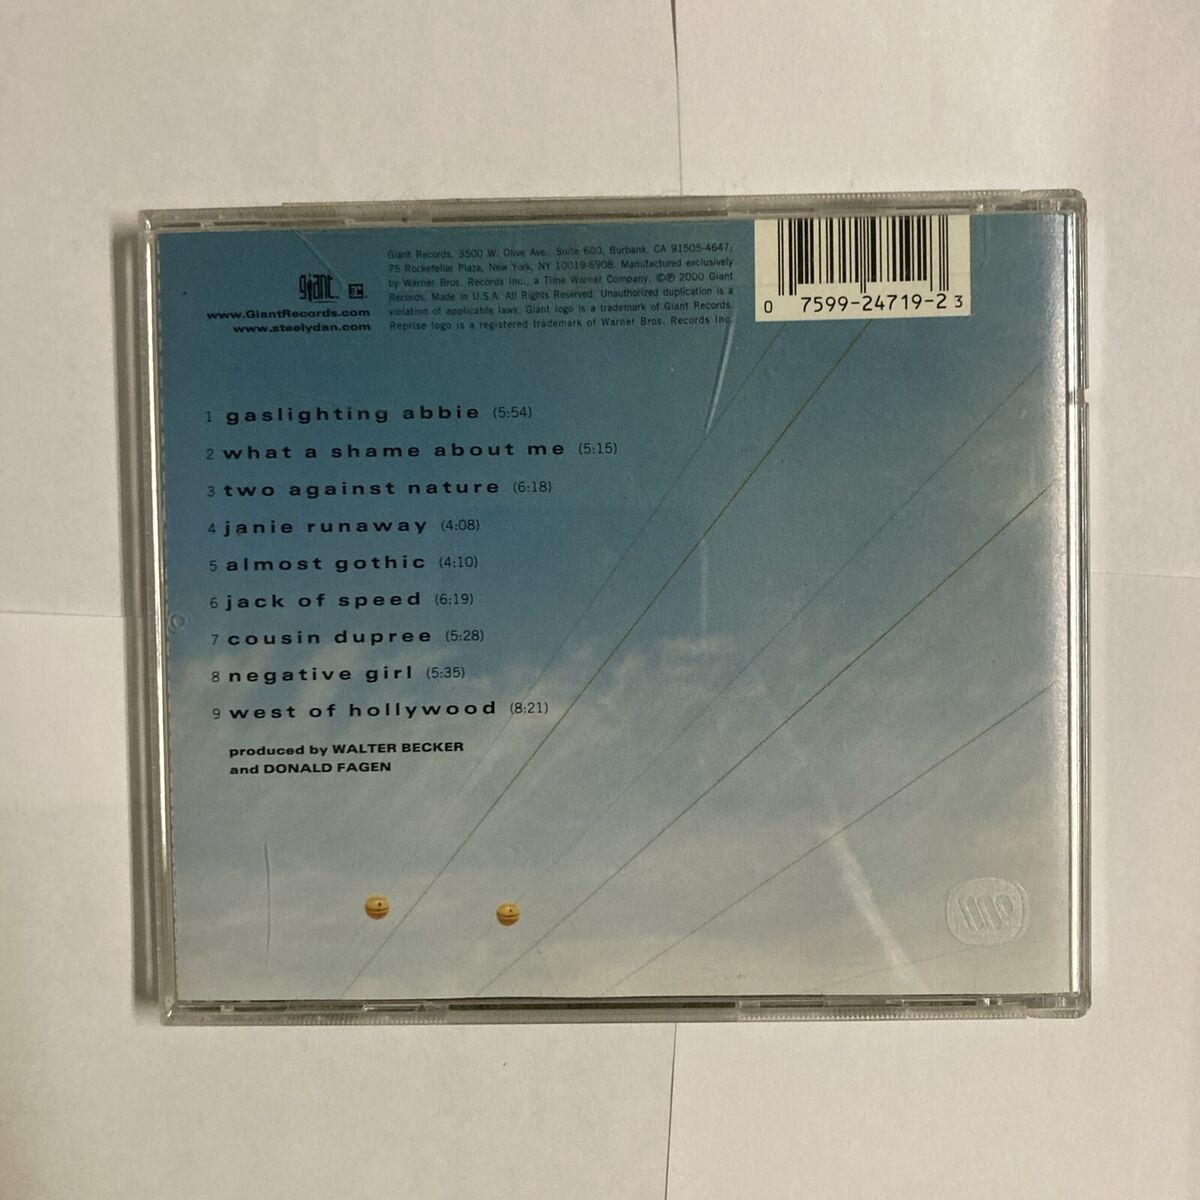 giant
www.GiantRecords.com
www.steelydan.com
Giant Records, 3500 W. Olive Ave., Suite 600, Burbank, CA 91505-4647;
75 Rockefeller Plaza, New York, NY 10019-6908. Manufactured exclusively
by Warner Bros. Records Inc., a Time Warner Company. ©℗ 2000 Giant
Records. Made in U.S.A. All Rights Reserved. Unauthorized duplication is a
violation of applicable laws. Giant logo is a trademark of Giant Records.
Reprise logo is a registered trademark of Warner Bros. Records Inc.
0 7599-24719-2 3
1 gaslighting abbie (5:54)
2 what a shame about me (5:15)
3 two against nature (6:18)
4 janie runaway (4:08)
5 almost gothic (4:10)
6 jack of speed (6:19)
7 cousin dupree (5:28)
8 negative girl (5:35)
9 west of hollywood (8:21)
produced by WALTER BECKER
and DONALD FAGEN